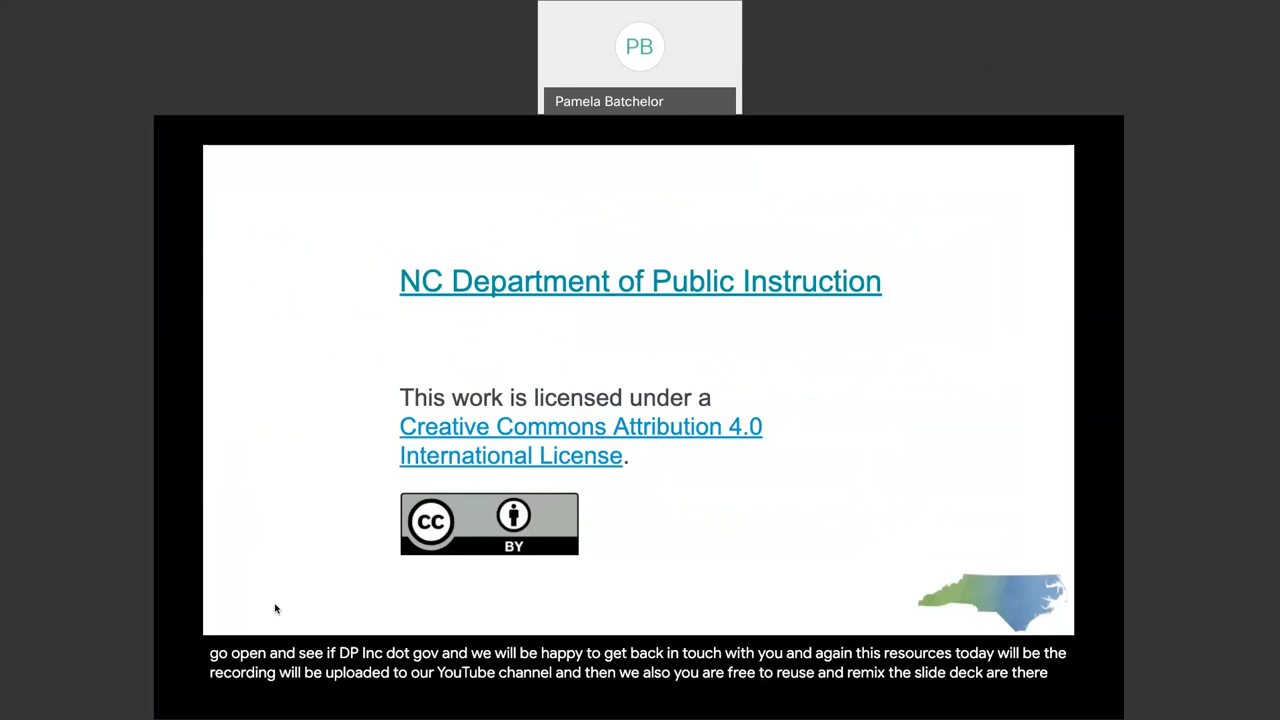 PB
Pamela Batchelor
NC Department of Public Instruction
This work is licensed under a
Creative Commons Attribution 4.0
International License.
CC
BY
go open and see if DP Inc dot gov and we will be happy to get back in touch with you and again this resources today will be the
recording will be uploaded to our YouTube channel and then we also you are free to reuse and remix the slide deck are there